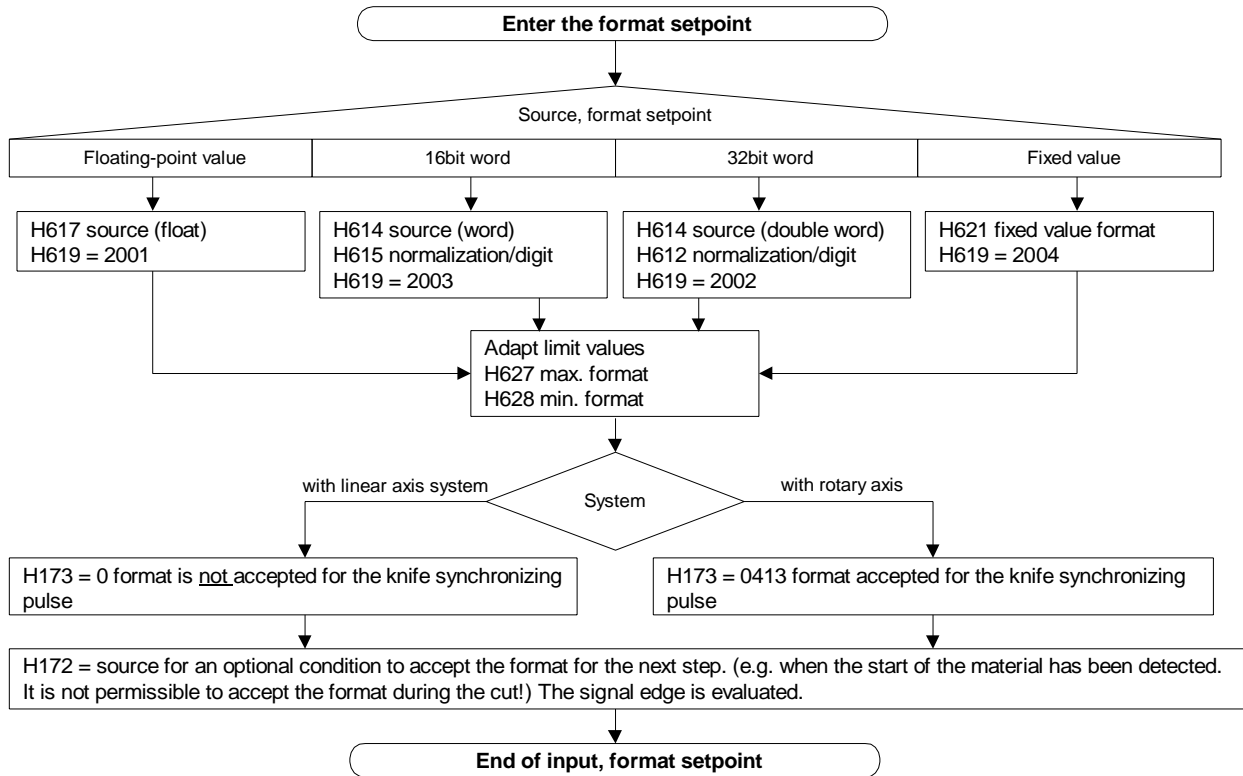 Enter the format setpoint
Source, format setpoint
Floating-point value
16bit word
32bit word
Fixed value
H617 source (float)
H619 = 2001
H614 source (word)
H615 normalization/digit
H619 = 2003
H614 source (double word)
H612 normalization/digit
H619 = 2002
H621 fixed value format
H619 = 2004
Adapt limit values
H627 max. format
H628 min. format
with linear axis system
System
with rotary axis
H173 = 0 format is not accepted for the knife synchronizing
pulse
H173 = 0413 format accepted for the knife synchronizing
pulse
H172 = source for an optional condition to accept the format for the next step. (e.g. when the start of the material has been detected.
It is not permissible to accept the format during the cut!) The signal edge is evaluated.
End of input, format setpoint